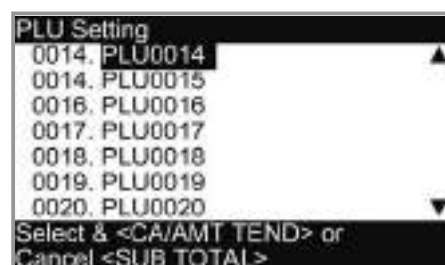 PLU Setting
0014. PLU0014
0014. PLU0015
0016. PLU0016
0017. PLU0017
0018. PLU0018
0019. PLU0019
0020. PLU0020
Select & <CA/AMT TEND> or
Cancel <SUB TOTAL>